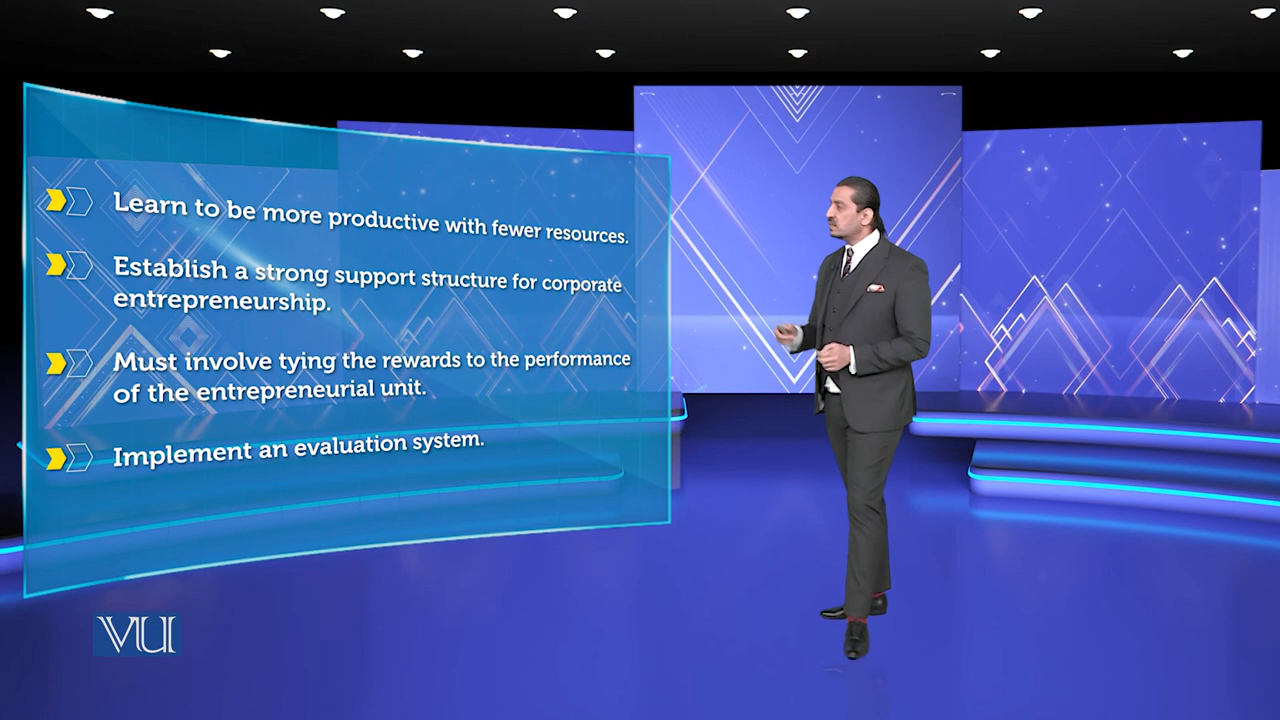 Learn to be more productive with fewer resources.
Establish a strong support structure for corporate
entrepreneurship.
Must involve tying the rewards to the performance
of the entrepreneurial unit.
Implement an evaluation system.
VU